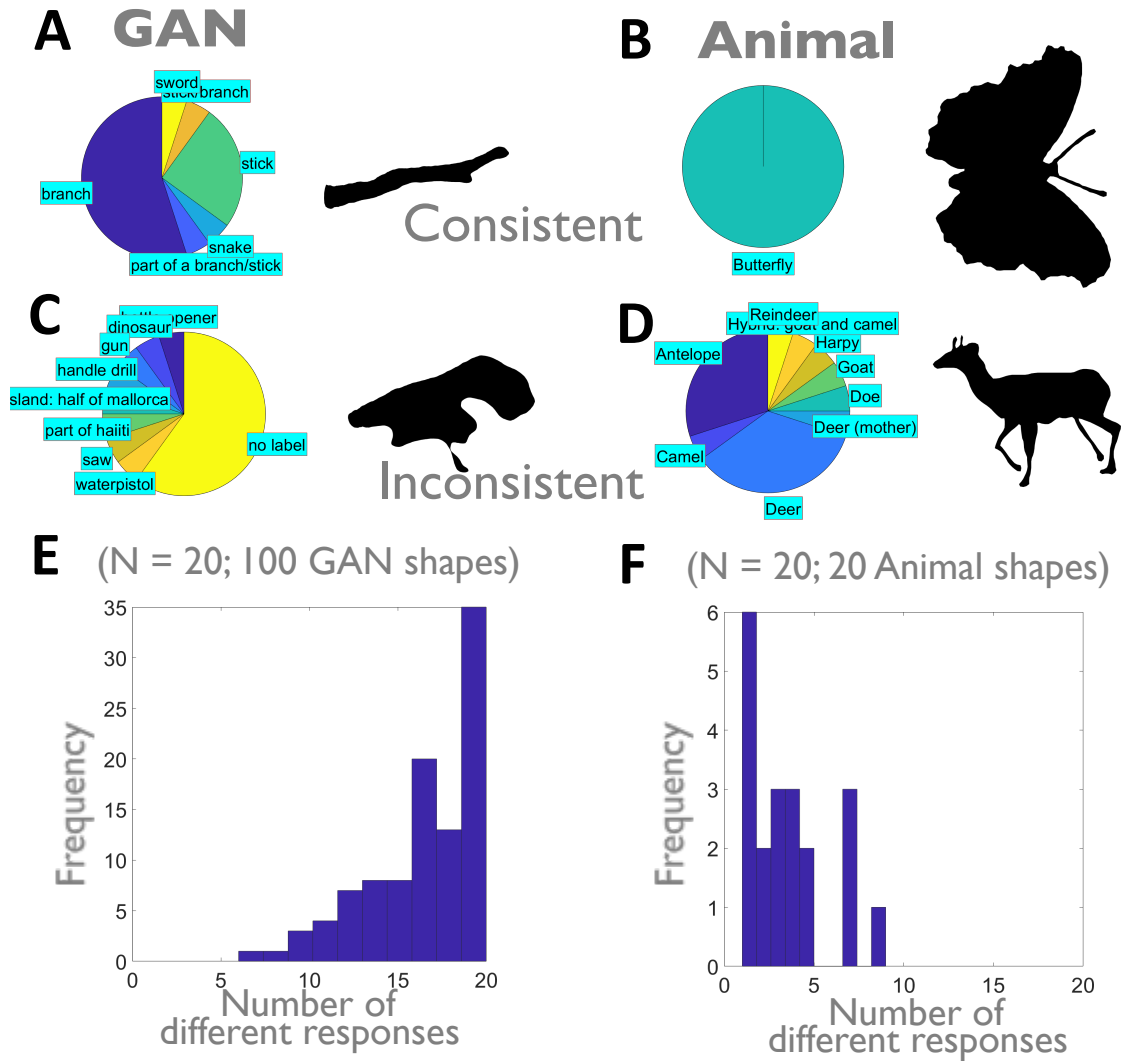 A GAN
sword
stick/branch
stick
branch
snake
part of a branch/stick
B Animal
Butterfly
Consistent
C
opener
dinosaur
gun
handle drill
sland: half of mallorca
part of haiiti
saw
waterpistol
no label
D
Reindeer
Hybrid: goat and camel
Harpy
Antelope
Goat
Doe
Deer (mother)
Camel
Deer
Inconsistent
E (N = 20; 100 GAN shapes)
35
30
25
20
15
10
5
0
Frequency
0 5 10 15 20
Number of
different responses
F (N = 20; 20 Animal shapes)
6
5
4
3
2
1
0
Frequency
0 5 10 15 20
Number of
different responses